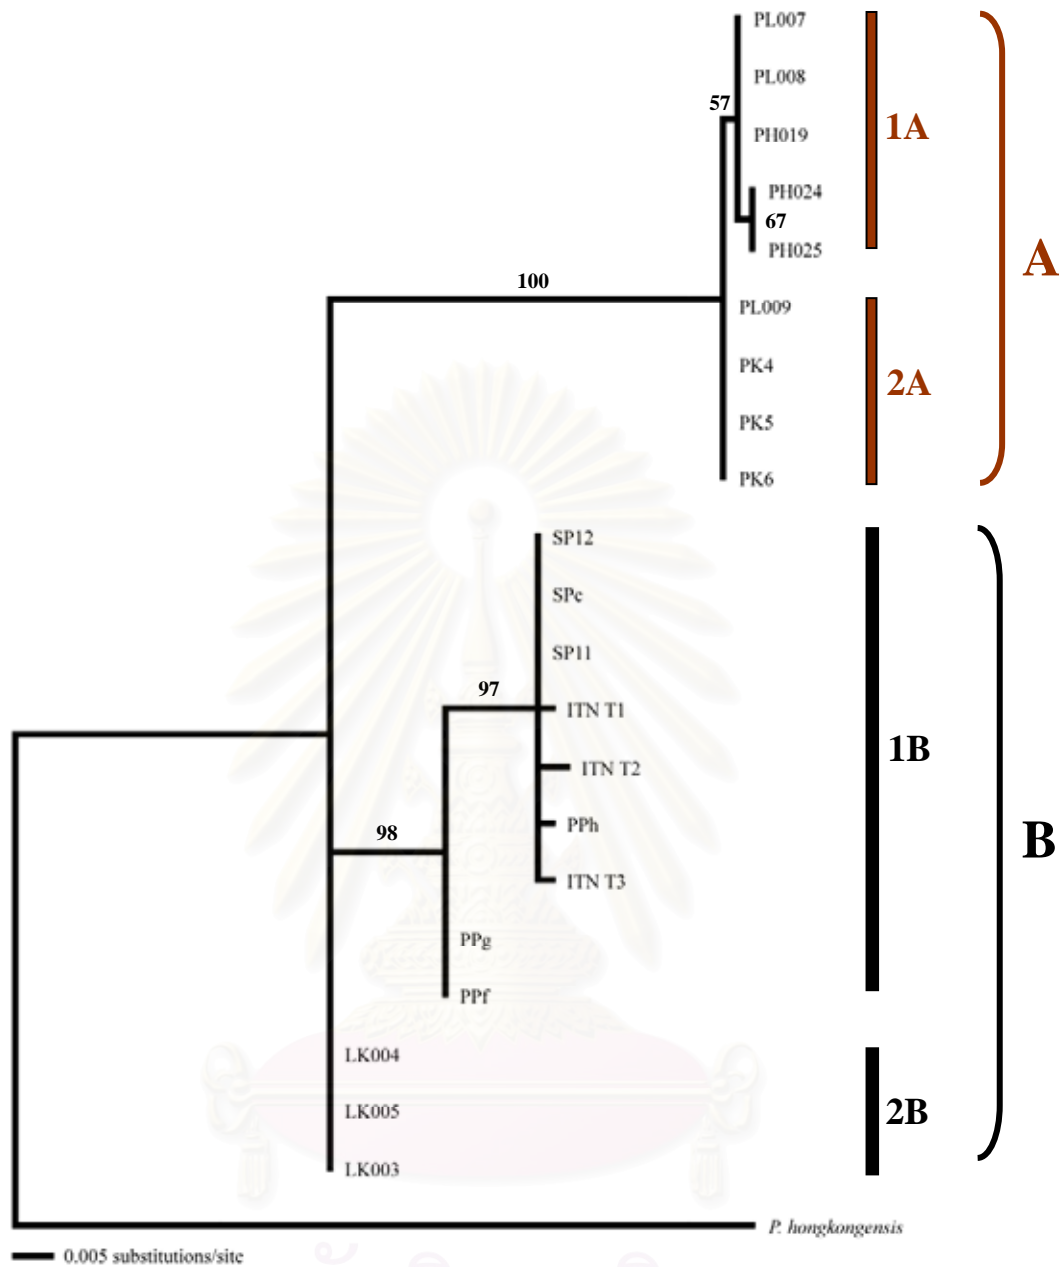 PL007
57
PL008
1A
PH019
PH024
67
PH025
A
100
PL009
PK4
2A
PK5
PK6
SP12
SPc
SP11
97
ITN T1
1B
ITN T2
98
PPh
B
ITN T3
PPg
PPf
LK004
LK005
2B
LK003
P. hongkongensis
0.005 substitutions/site